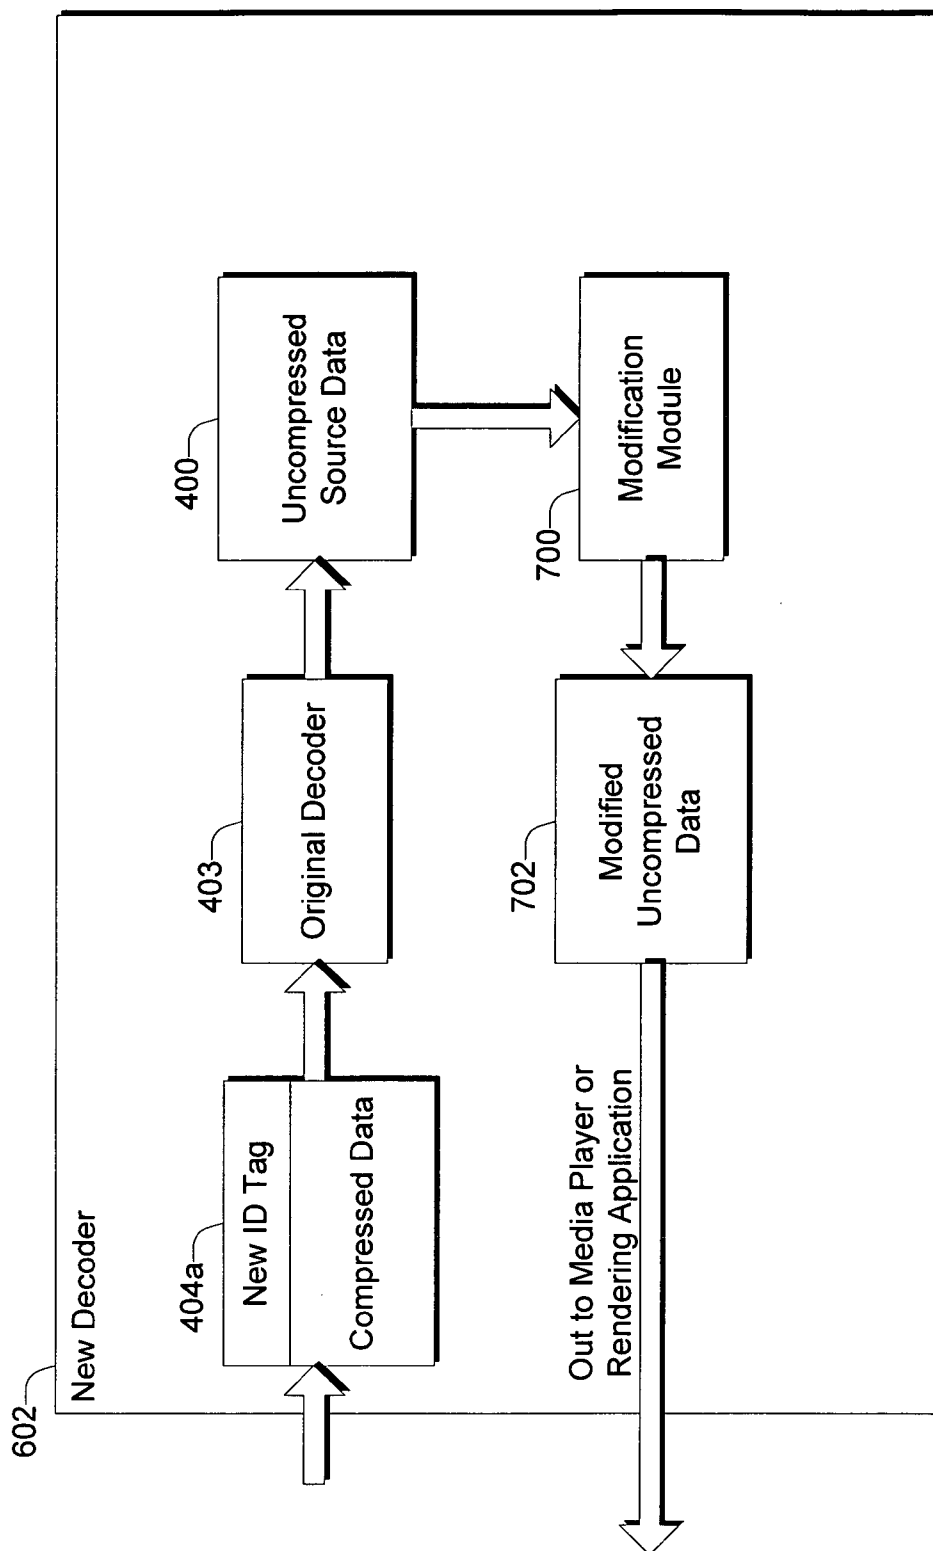 602
New Decoder
404a
New ID Tag
Compressed Data
403
Original Decoder
400
Uncompressed
Source Data
700
Modification
Module
702
Modified
Uncompressed
Data
Out to Media Player or
Rendering Application